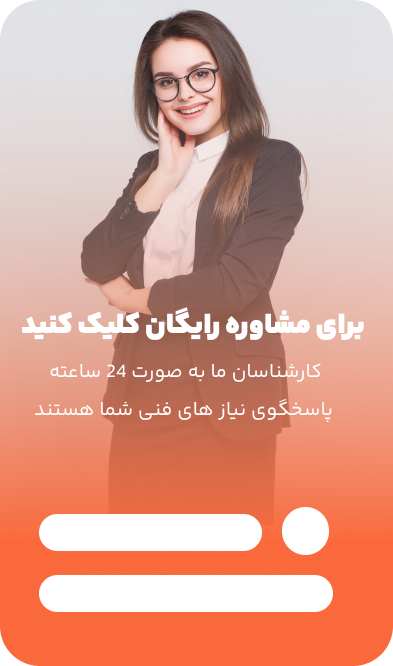 برای مشاوره رایگان کلیک کنید
کارشناسان ما به صورت 24 ساعته
پاسخگوی نیاز های فنی شما هستند